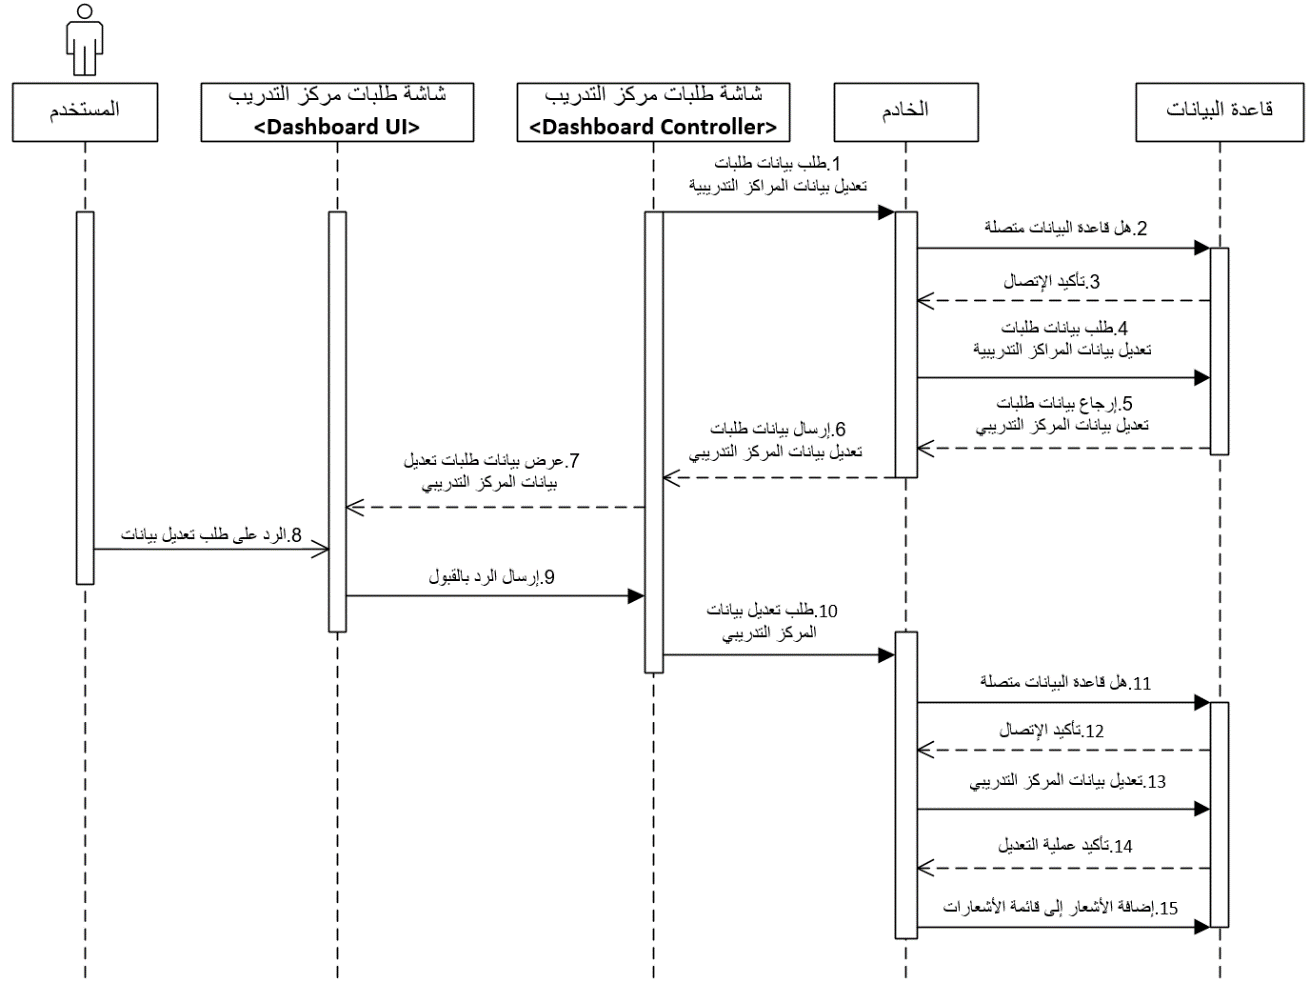 المستخدم
شاشة طلبات مركز التدريب
<Dashboard UI>
شاشة طلبات مركز التدريب
<Dashboard Controller>
الخادم
قاعدة البيانات
1.طلب بيانات طلبات
تعديل بيانات المراكز التدريبية
2.هل قاعدة البيانات متصلة
3.تأكيد الإتصال
4.طلب بيانات طلبات
تعديل بيانات المراكز التدريبية
5.إرجاع بيانات طلبات
تعديل بيانات المركز التدريبي
6.إرسال بيانات طلبات
تعديل بيانات المركز التدريبي
7.عرض بيانات طلبات تعديل
بيانات المركز التدريبي
8.الرد على طلب تعديل بيانات
9.إرسال الرد بالقبول
10.طلب تعديل بيانات
المركز التدريبي
11.هل قاعدة البيانات متصلة
12.تأكيد الإتصال
13.تعديل بيانات المركز التدريبي
14.تأكيد عملية التعديل
15.إضافة الأشعار إلى قائمة الأشعارات